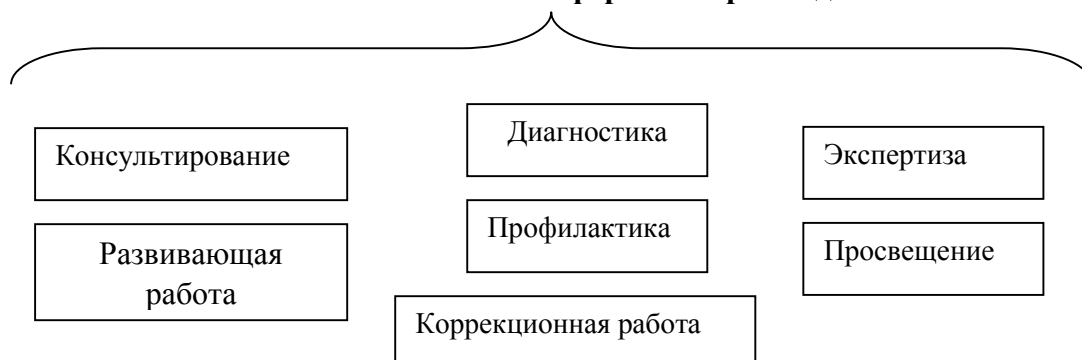 Консультирование
Диагностика
Экспертиза
Развивающая
работа
Профилактика
Просвещение
Коррекционная работа